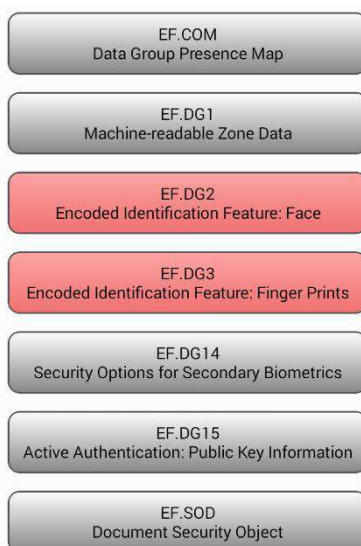 EF.COM
Data Group Presence Map
EF.DG1
Machine-readable Zone Data
EF.DG2
Encoded Identification Feature: Face
EF.DG3
Encoded Identification Feature: Finger Prints
EF.DG14
Security Options for Secondary Biometrics
EF.DG15
Active Authentication: Public Key Information
EF.SOD
Document Security Object